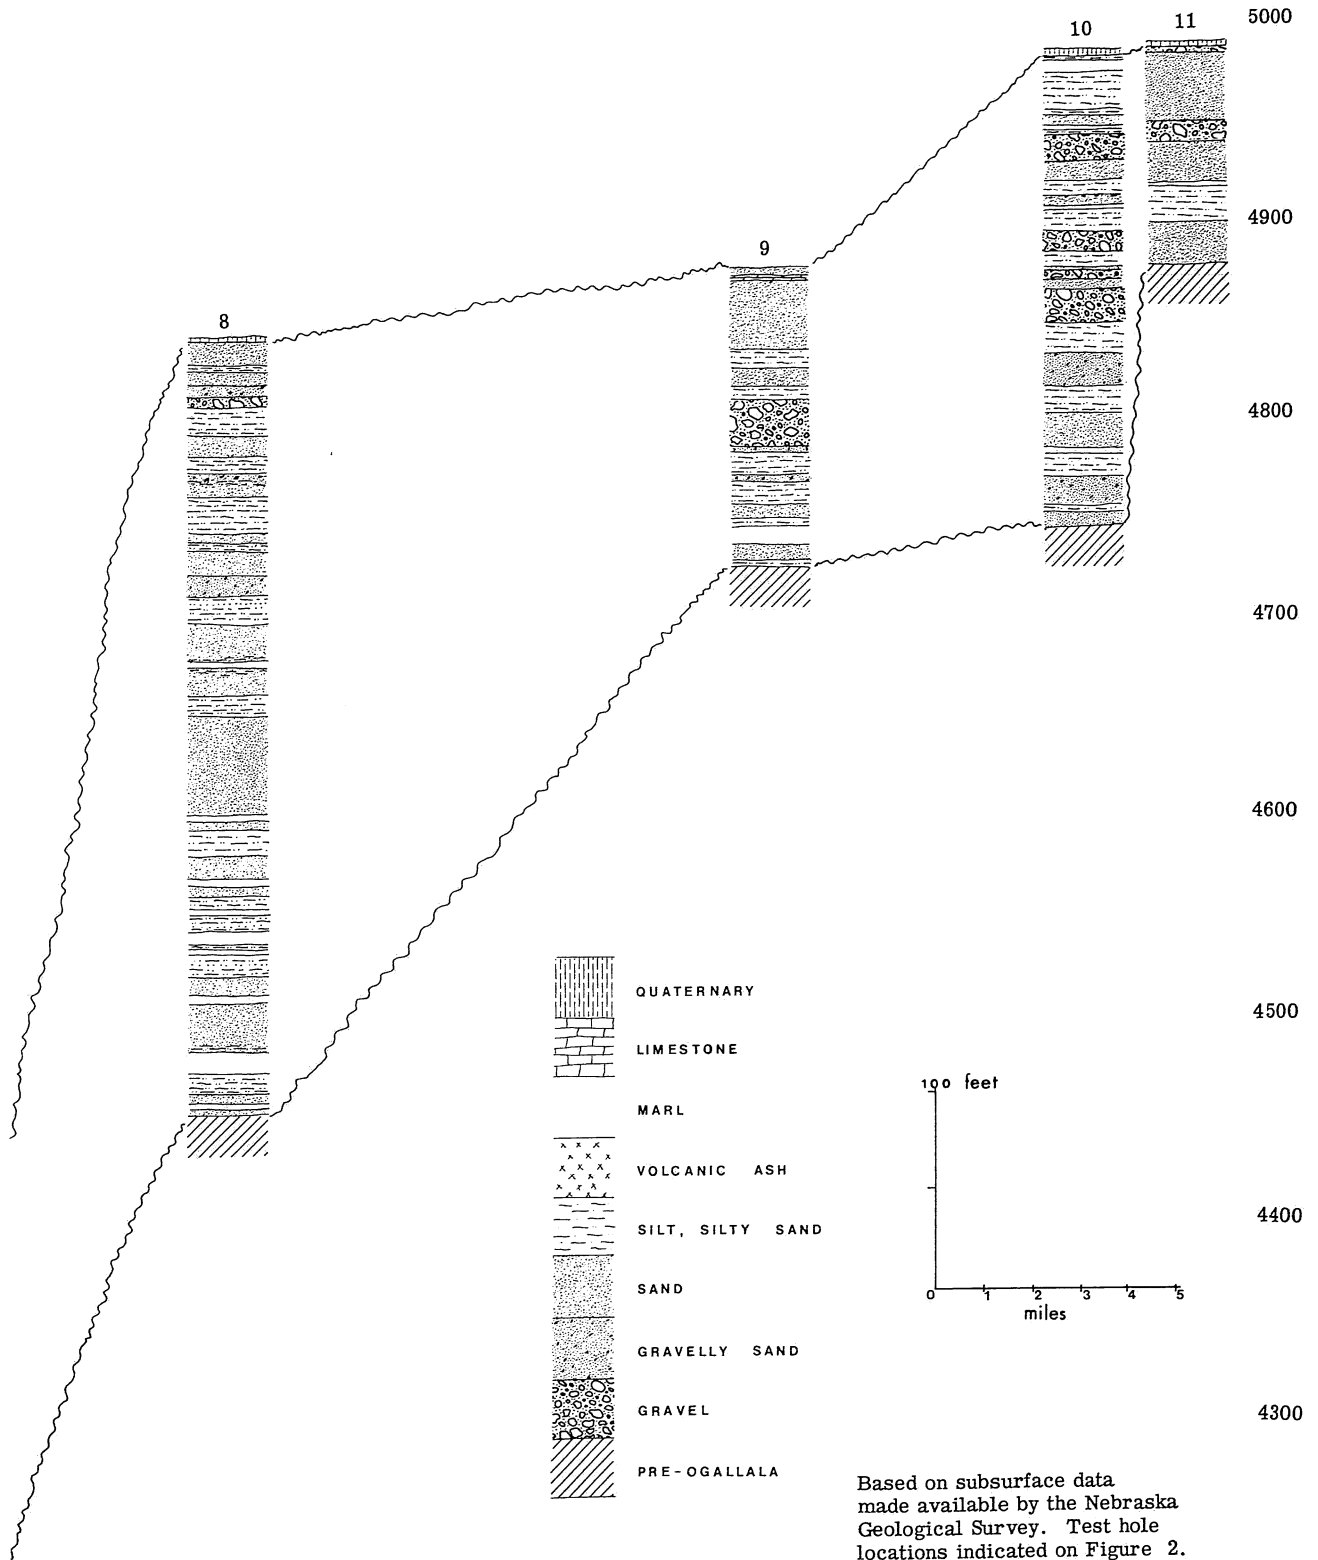 5000
10
11
4900
9
8
4800
4700
4600
QUATERNARY
4500
LIMESTONE
100 feet
MARL
VOLCANIC ASH
4400
SILT, SILTY SAND
SAND
0 1 2 3 4 5
miles
GRAVELLY SAND
GRAVEL
4300
PRE-OGALLALA
Based on subsurface data
made available by the Nebraska
Geological Survey. Test hole
locations indicated on Figure 2.